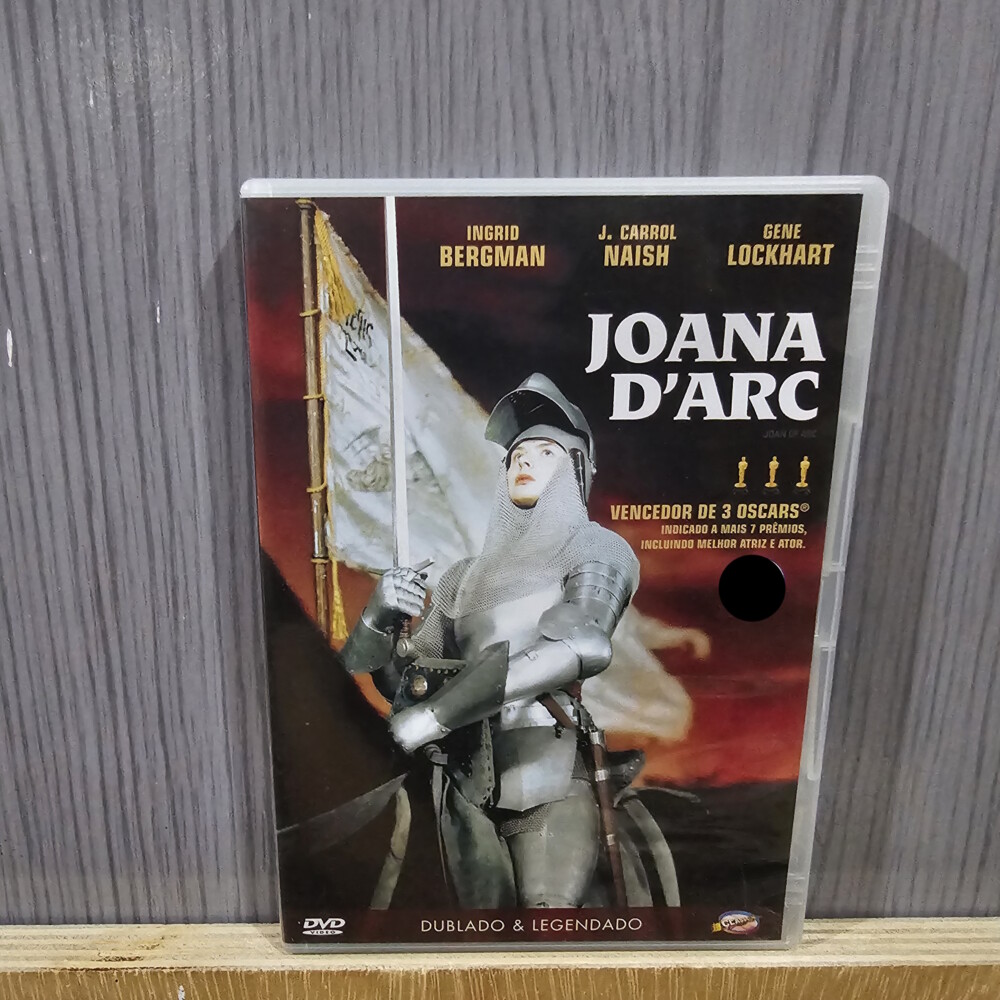 INGRID
BERGMAN
J. CARROL
NAISH
GENE
LOCKHART
JOANA
D'ARC
JOAN OF ARC
VENCEDOR DE 3 OSCARS®
INDICADO A MAIS 7 PRÊMIOS,
INCLUINDO MELHOR ATRIZ E ATOR.
DVD
VIDEO
DUBLADO & LEGENDADO